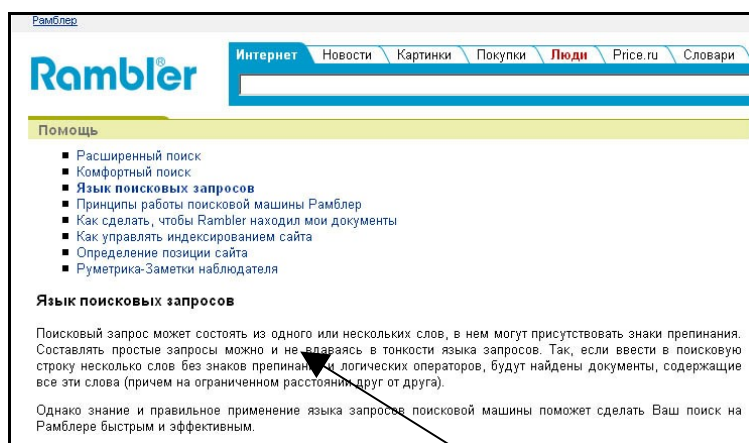 Рамблер
Rambler®
Интернет Новости Картинки Покупки Люди Price.ru Словари
Помощь
Расширенный поиск
Комфортный поиск
Язык поисковых запросов
Принципы работы поисковой машины Рамблер
Как сделать, чтобы Rambler находил мои документы
Как управлять индексированием сайта
Определение позиции сайта
Руметрика-Заметки наблюдателя
Язык поисковых запросов
Поисковый запрос может состоять из одного или нескольких слов, в нем могут присутствовать знаки препинания.
Составлять простые запросы можно и не вдаваясь в тонкости языка запросов. Так, если ввести в поисковую
строку несколько слов без знаков препинания и логических операторов, будут найдены документы, содержащие
все эти слова (причем на ограниченном расстоянии друг от друга).
Однако знание и правильное применение языка запросов поисковой машины поможет сделать Ваш поиск на
Рамблере быстрым и эффективным.